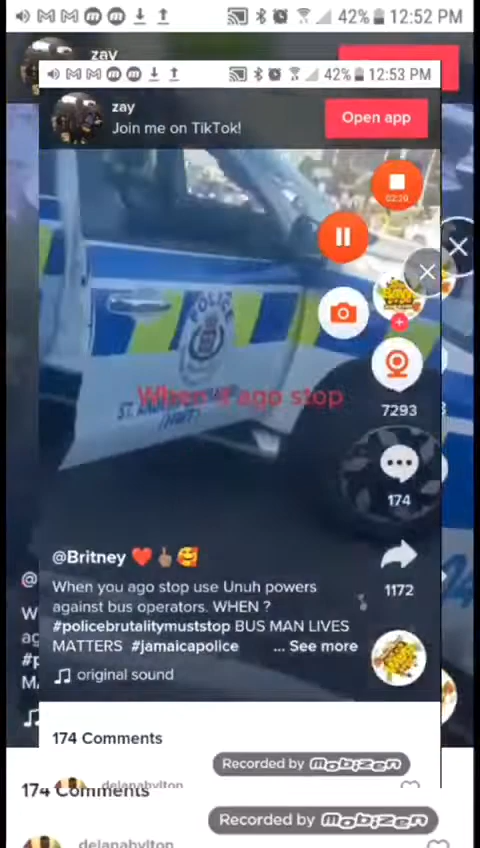 42% 12:52 PM
zay
42% 12:53 PM
zay
Join me on TikTok!
Open app
02:20
POLICE
When u ago stop
7293
174
@Britney
1172
When you ago stop use Unuh powers
against bus operators. WHEN ?
#policebrutalitymuststop BUS MAN LIVES
MATTERS #jamaicapolice ... See more
original sound
174 Comments
Recorded by Mobizen
delanahylton
174 Comments
Recorded by Mobizen
delanahylton